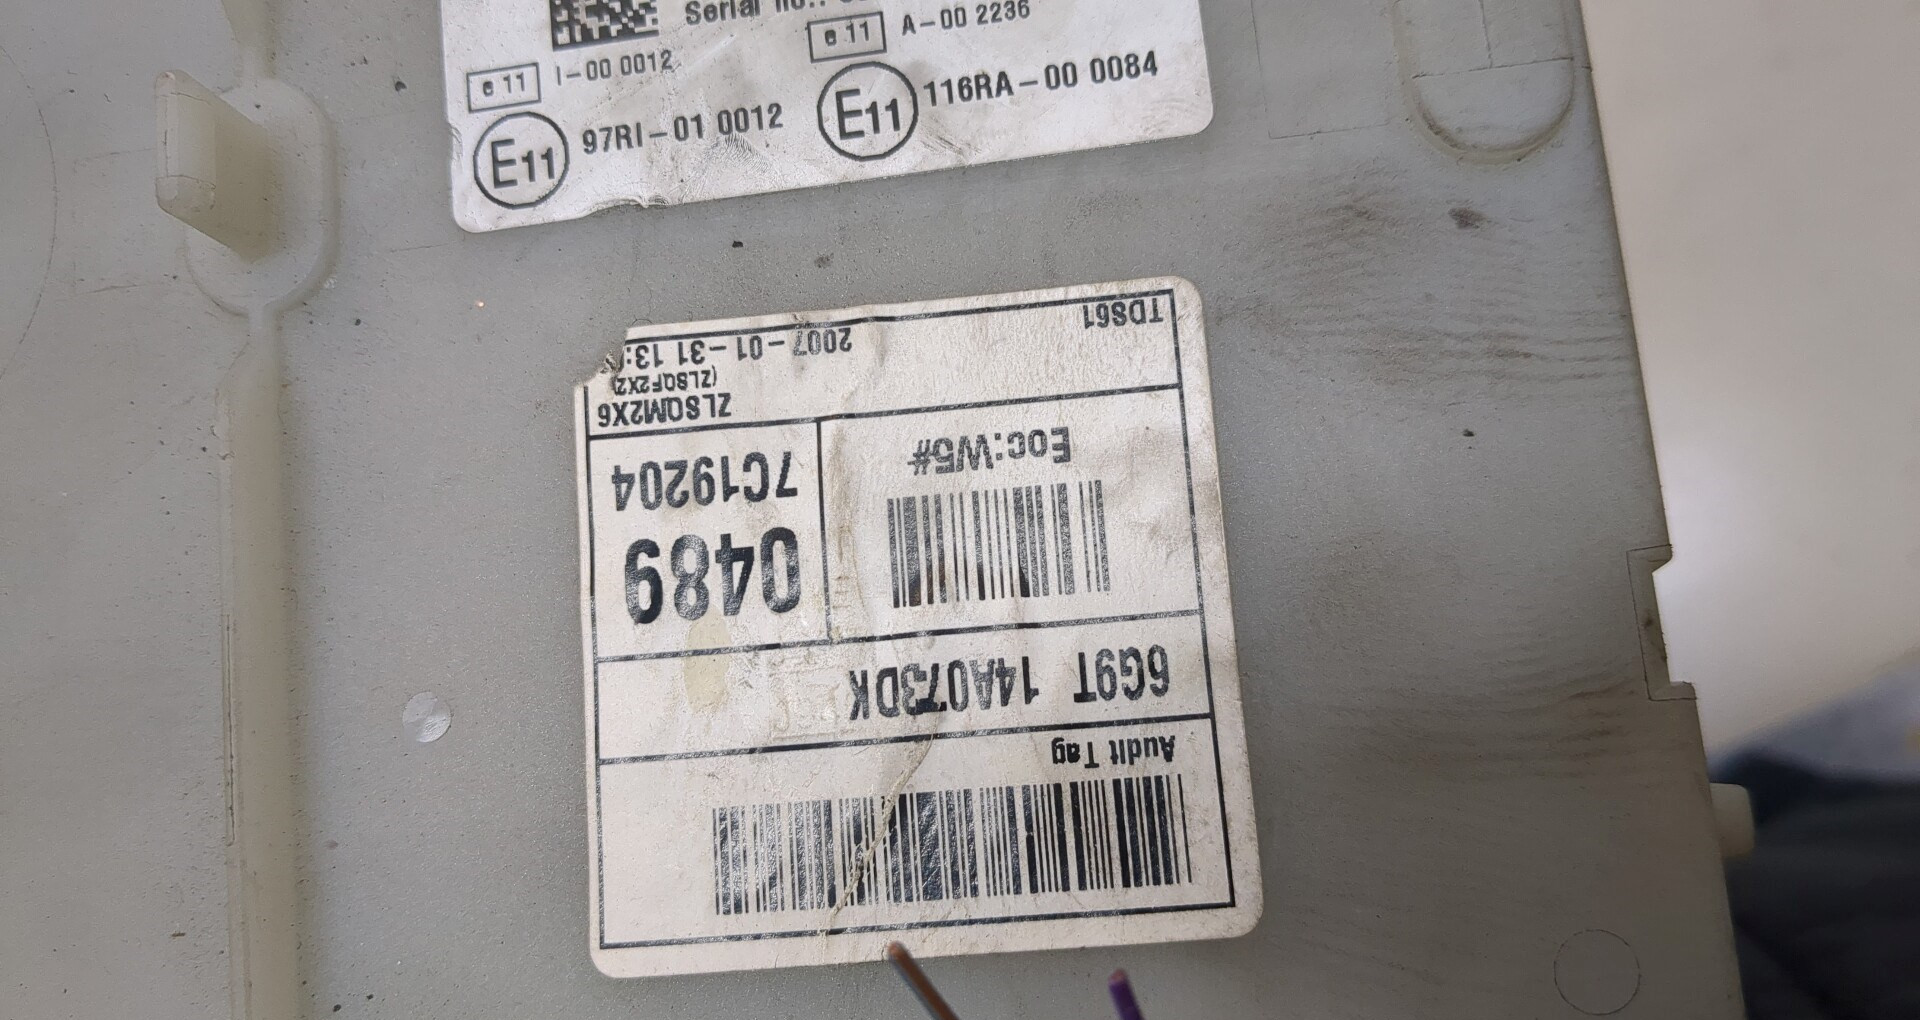 Serial no.:
e 11 I-00 0012
e 11 A-00 2236
E11 97RI-01 0012
E11 116RA-00 0084
Audit Tag
6G9T 14A073DK
0489
7C19204
Eoc:W5#
ZLSQM2X6
(ZLSQF2X2)
2007-01-31 13:
TDS61